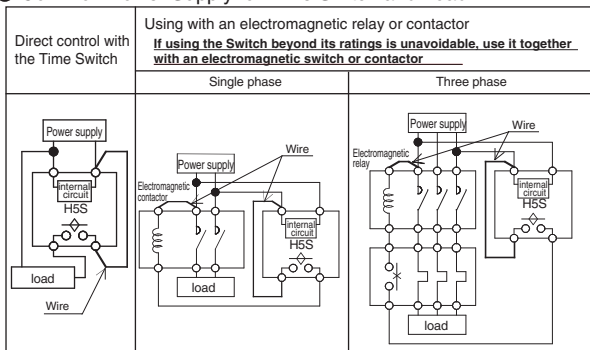 Direct control with
the Time Switch
Using with an electromagnetic relay or contactor
If using the Switch beyond its ratings is unavoidable, use it together
with an electromagnetic switch or contactor
Single phase
Three phase
Power supply
internal
circuit
H5S
load
Wire
Power supply
Wire
Electromagnetic
contactor
internal
circuit
H5S
load
Power supply
Wire
Electromagnetic
relay
internal
circuit
H5S
load